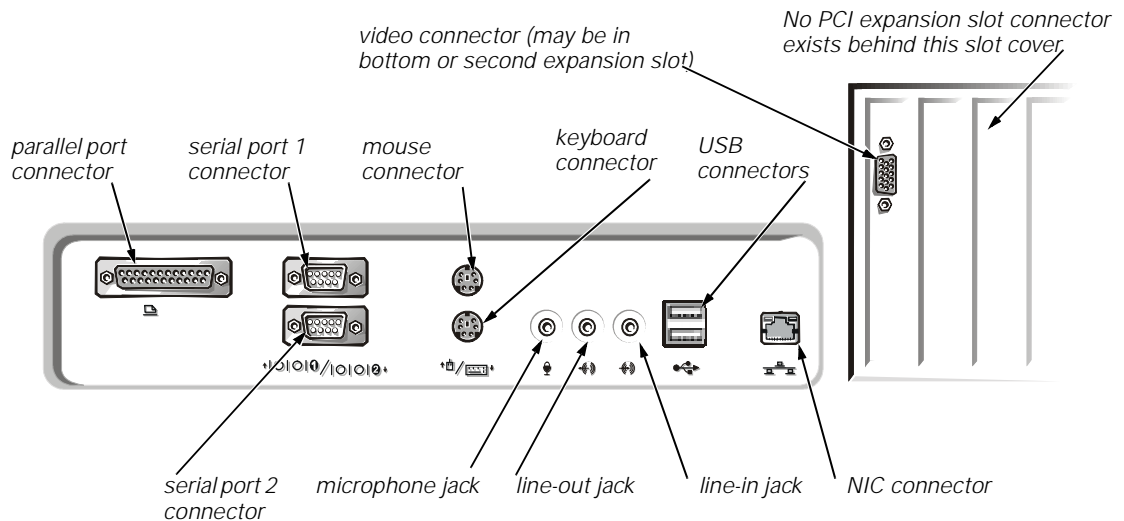 No PCI expansion slot connector
exists behind this slot cover
video connector (may be in
bottom or second expansion slot)
parallel port
connector
serial port 1
connector
mouse
connector
keyboard
connector
USB
connectors
1
2
serial port 2
connector
microphone jack
line-out jack
line-in jack
NIC connector